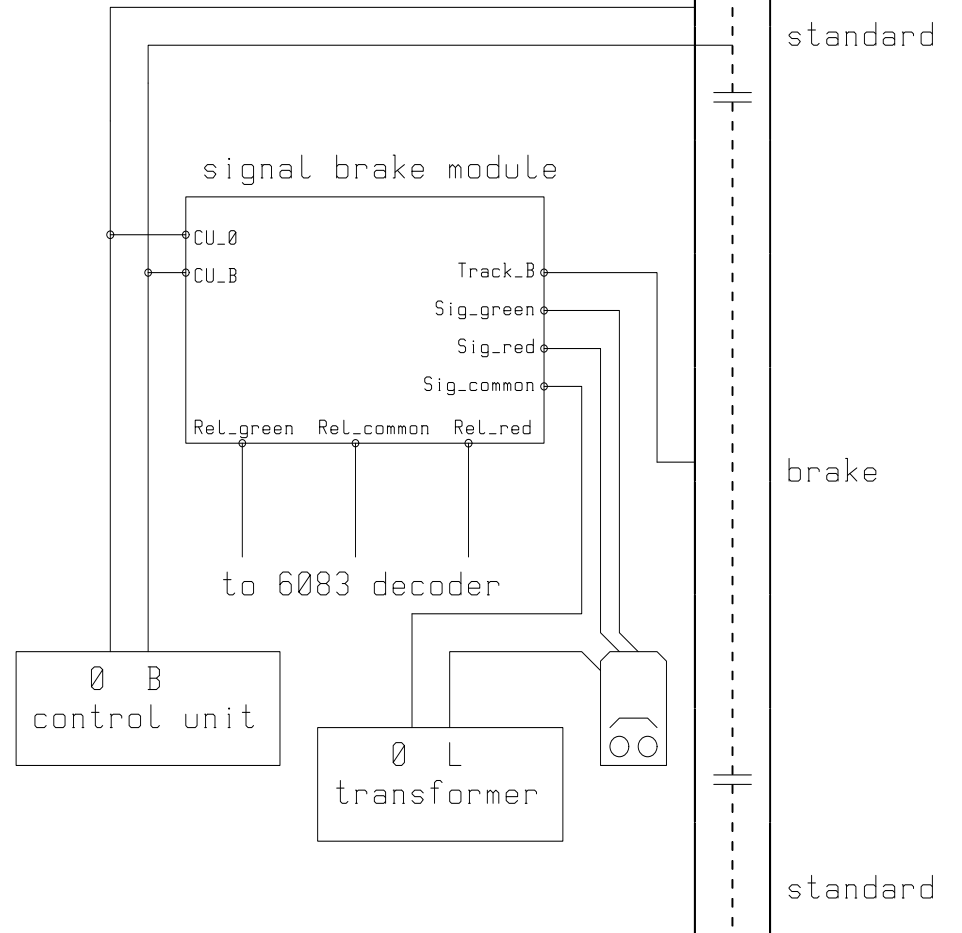 standard
signal brake module
CU_0
CU_B
Track_B
Sig_green
Sig_red
Sig_common
Rel_green Rel_common Rel_red
brake
to 6083 decoder
0 B
control unit
0 L
transformer
standard